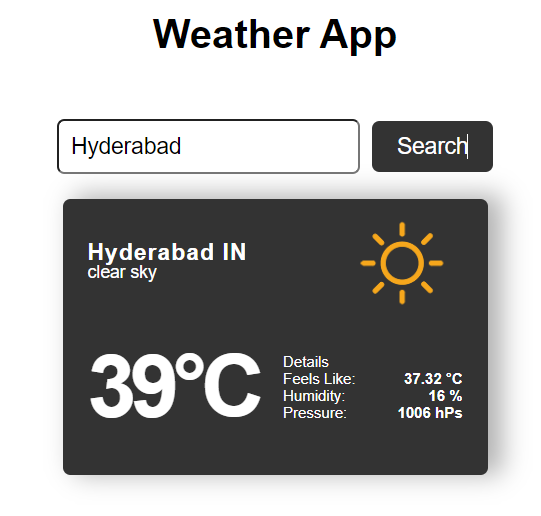 Weather App
Hyderabad
Search
Hyderabad IN
clear sky
39°C
Details
Feels Like: 37.32 °C
Humidity: 16 %
Pressure: 1006 hPs